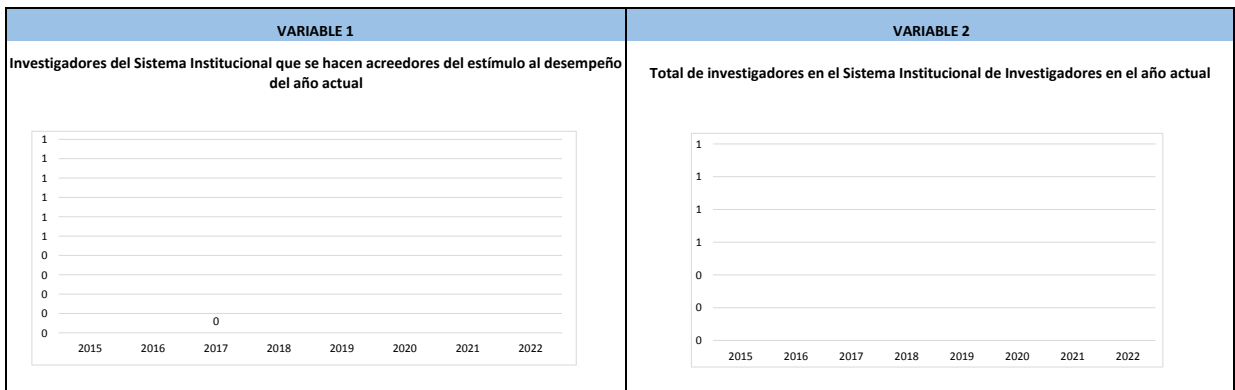 VARIABLE 1
Investigadores del Sistema Institucional que se hacen acreedores del estímulo al desempeño
del año actual
1
1
1
1
1
1
0
0
0
0
0
0
2015 2016 2017 2018 2019 2020 2021 2022
VARIABLE 2
Total de investigadores en el Sistema Institucional de Investigadores en el año actual
1
1
1
1
0
0
0
2015 2016 2017 2018 2019 2020 2021 2022